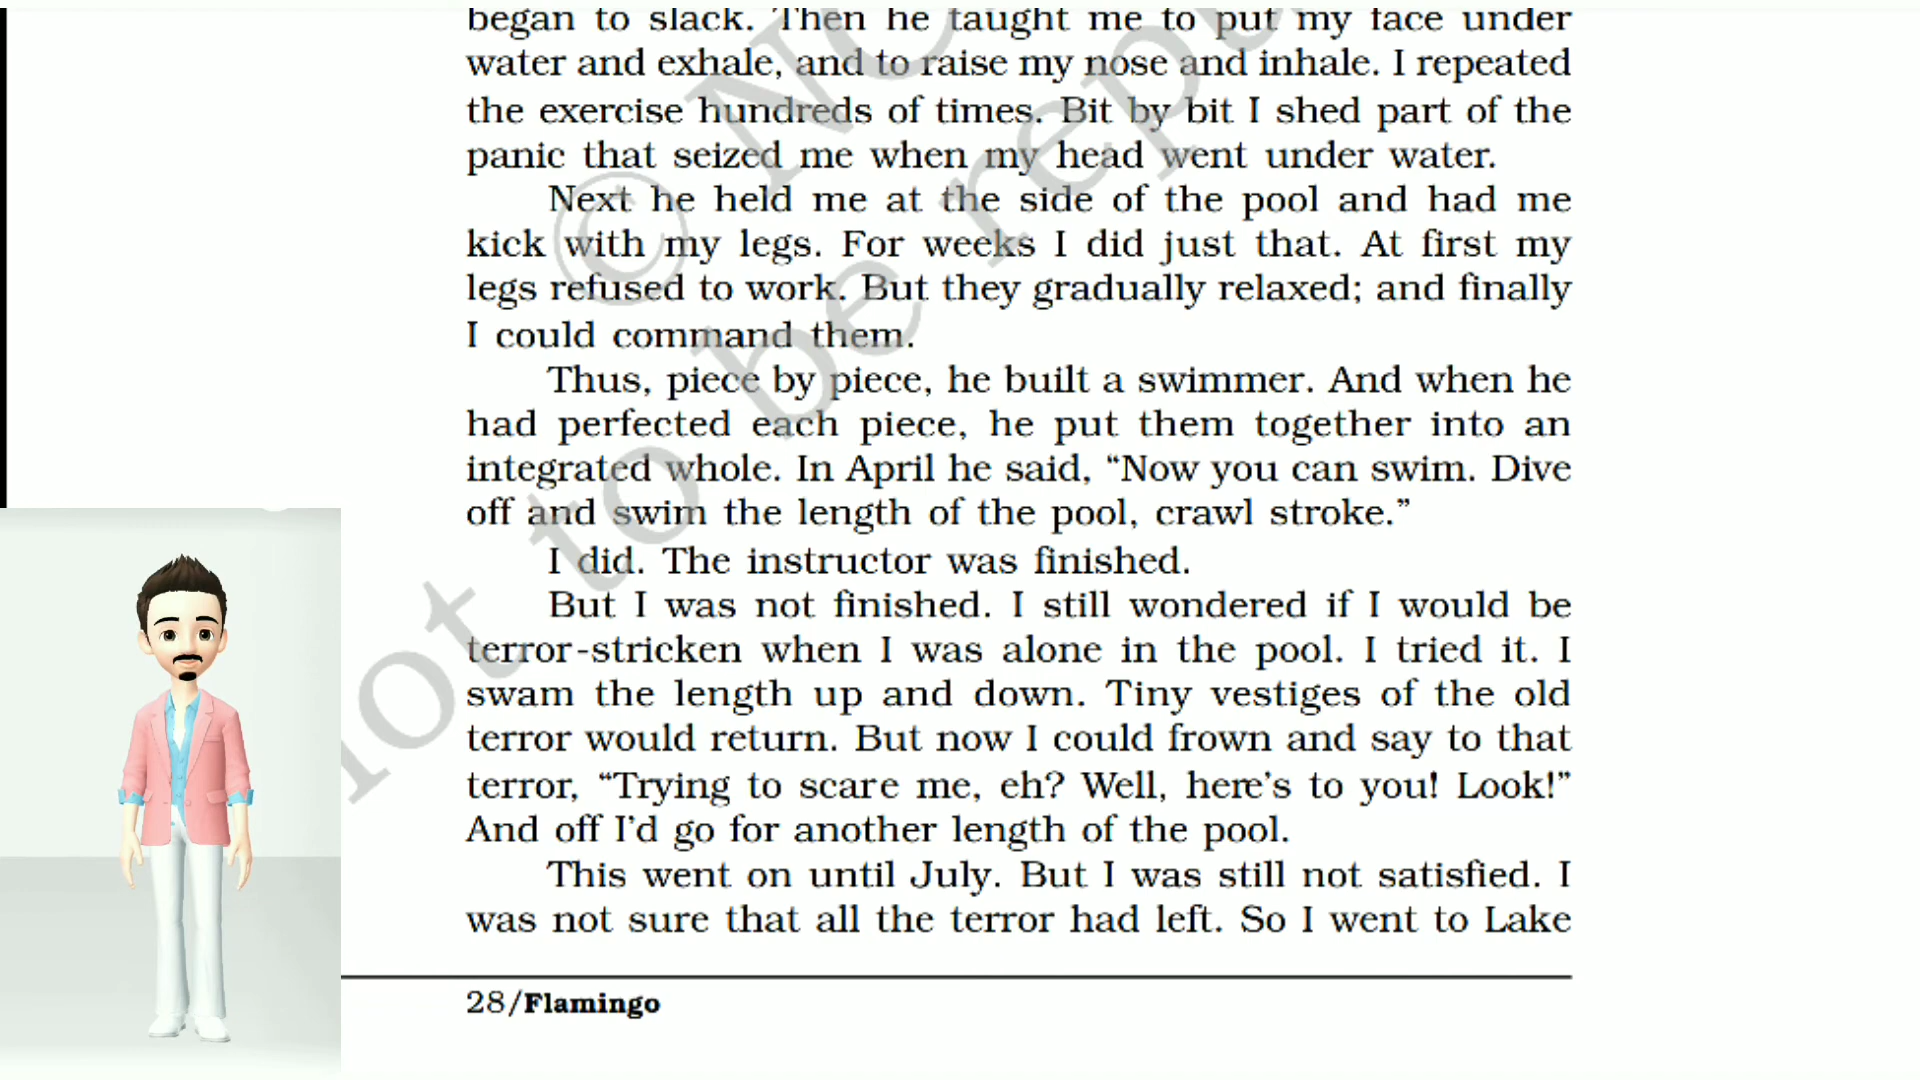 began to slack. Then he taught me to put my face under
water and exhale, and to raise my nose and inhale. I repeated
the exercise hundreds of times. Bit by bit I shed part of the
panic that seized me when my head went under water.
Next he held me at the side of the pool and had me
kick with my legs. For weeks I did just that. At first my
legs refused to work. But they gradually relaxed; and finally
I could command them.
Thus, piece by piece, he built a swimmer. And when he
had perfected each piece, he put them together into an
integrated whole. In April he said, “Now you can swim. Dive
off and swim the length of the pool, crawl stroke.”
I did. The instructor was finished.
But I was not finished. I still wondered if I would be
terror-stricken when I was alone in the pool. I tried it. I
swam the length up and down. Tiny vestiges of the old
terror would return. But now I could frown and say to that
terror, “Trying to scare me, eh? Well, here’s to you! Look!”
And off I’d go for another length of the pool.
This went on until July. But I was still not satisfied. I
was not sure that all the terror had left. So I went to Lake
28/Flamingo
© NC
not to be rep